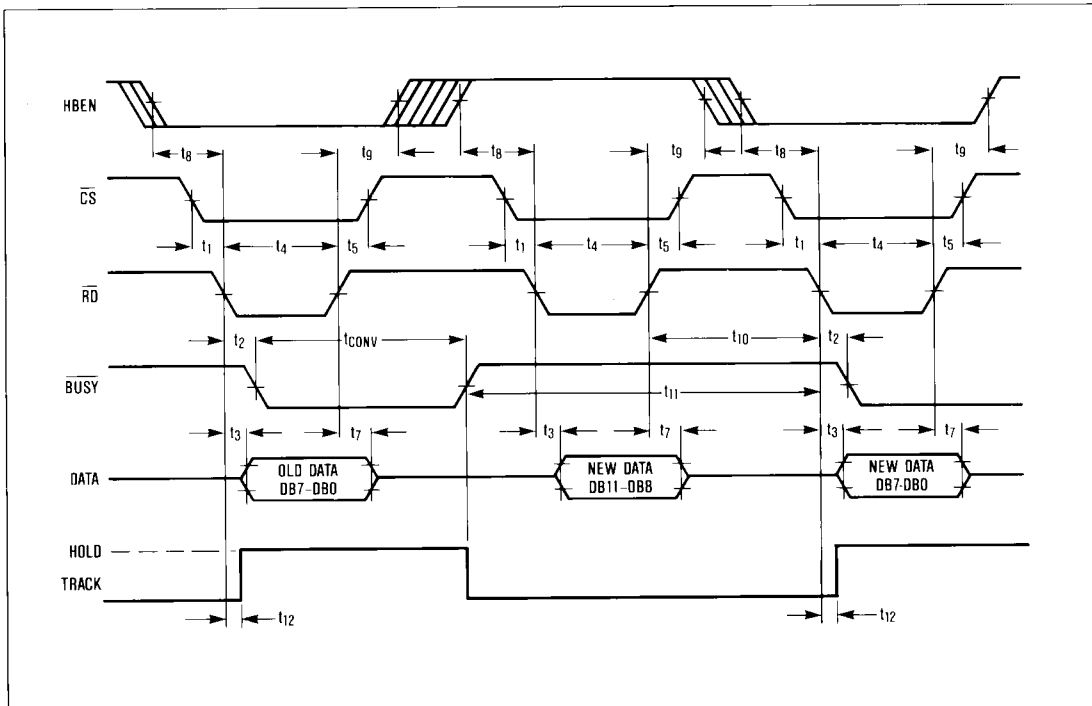 HBEN
t8 t9 t8 t9 t8 t9
CS
t1 t4 t5 t1 t4 t5 t1 t4 t5
RD
t2 tCONV t10 t2
BUSY
t11
t3 t7 t3 t7 t3 t7
DATA
OLD DATA
DB7-DB0
NEW DATA
DB11-DB8
NEW DATA
DB7-DB0
HOLD
TRACK
t12 t12